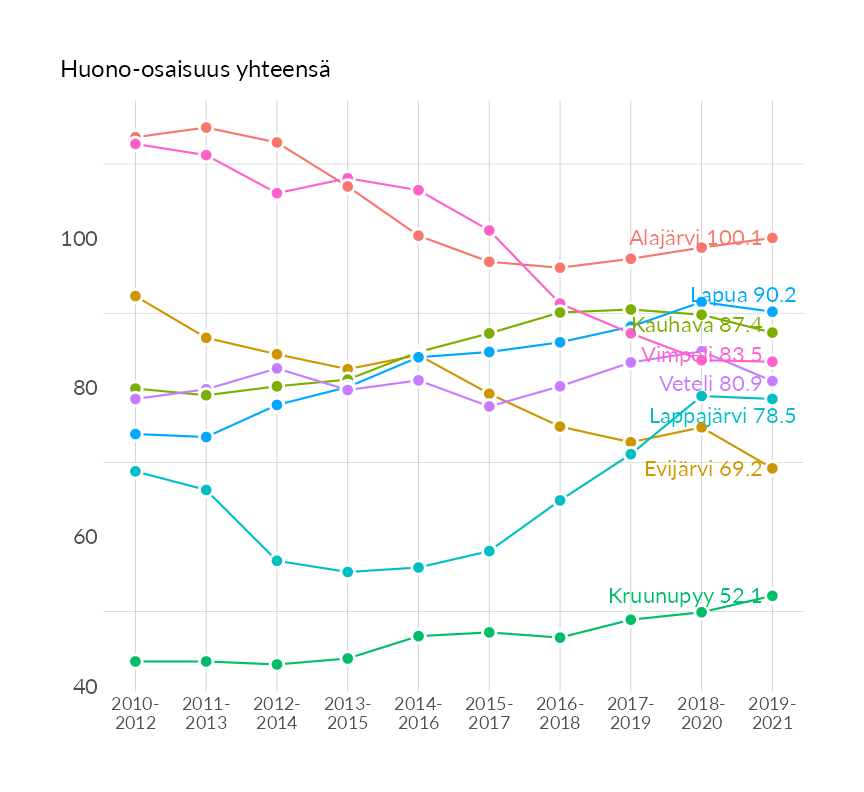 Huono-osaisuus yhteensä
100
80
60
40
Alajärvi 100.1
Lapua 90.2
Kauhava 87.4
Vimpeli 83.5
Veteli 80.9
Lappajärvi 78.5
Evijärvi 69.2
Kruunupyy 52.1
2010- 2011- 2012- 2013- 2014- 2015- 2016- 2017- 2018- 2019-
2012 2013 2014 2015 2016 2017 2018 2019 2020 2021